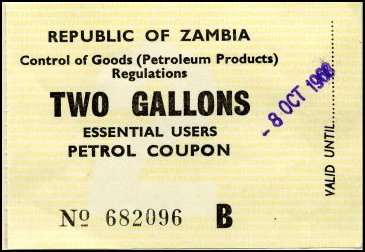 REPUBLIC OF ZAMBIA
Control of Goods (Petroleum Products)
Regulations
TWO GALLONS
ESSENTIAL USERS
PETROL COUPON
Nº 682096 B
- 8 OCT
VALID UNTIL